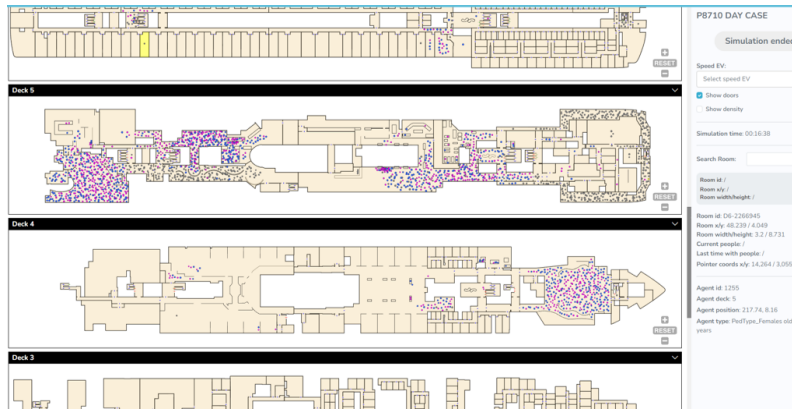 RESET
Deck 5
RESET
Deck 4
RESET
Deck 3
P8710 DAY CASE
Simulation ended
Speed EV:
Select speed EV
Show doors
Show density
Simulation time: 00:16:38
Search Room:
Room id: /
Room x/y: /
Room width/height: /
Room id: D6-2266945
Room x/y: 48.239 / 4.049
Room width/height: 3.2 / 8.731
Current people: /
Last time with people: /
Pointer coords x/y: 14,264 / 3,055
Agent id: 1255
Agent deck: 5
Agent position: 217.74, 8.16
Agent type: PedType_Females old
years